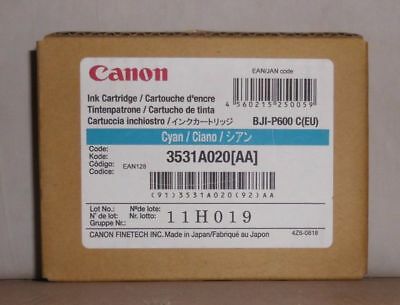 Canon
EAN/JAN code
4 560215 250059
Ink Cartridge / Cartouche d'encre
Tintenpatrone / Cartucho de tinta
Cartuccia inchiostro / インクカートリッジ
BJI-P600 C(EU)
Cyan / Ciano / シアン
Code:
Kode:
Código:
Codice:
3531A020[AA]
EAN128
(91)3531A020(92)AA
Lot No.: Nºde lote:
N° de lot: Nr. lotto:
Gruppe Nr.:
11H019
CANON FINETECH INC. Made in Japan/Fabriqué au Japon
4Z6-0818